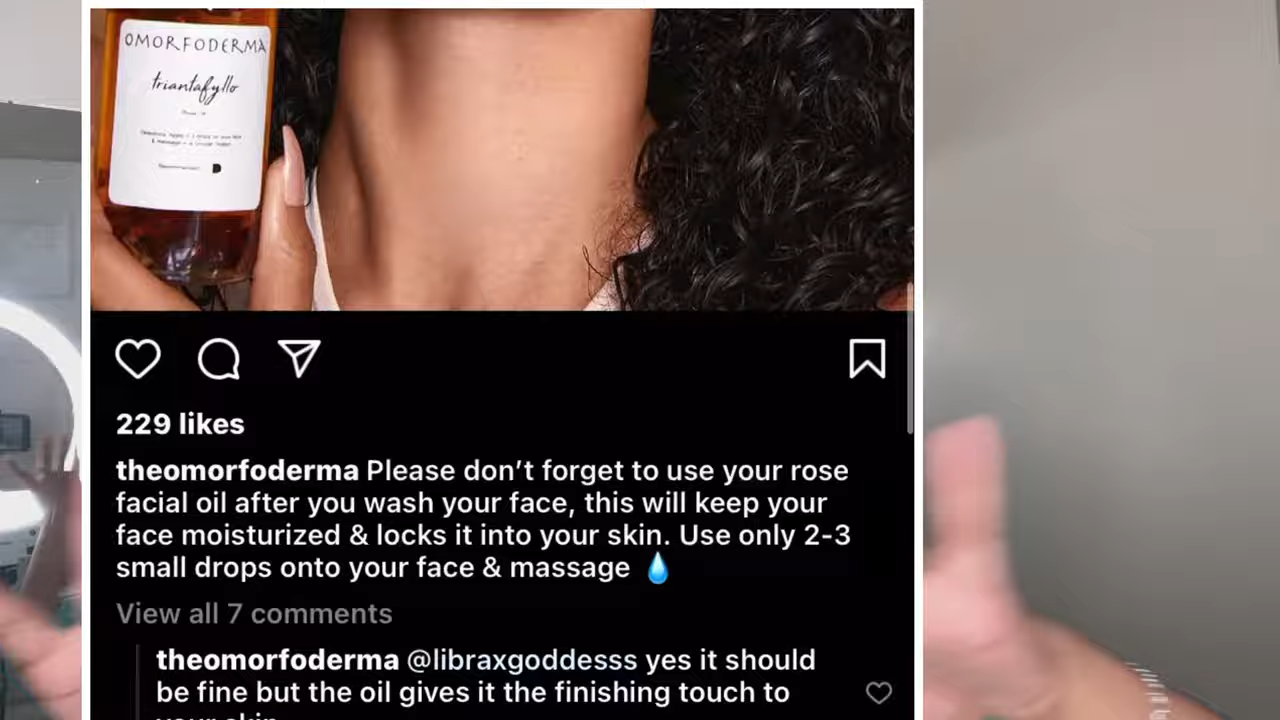 OMORFODERMA
triantafyllo
229 likes
theomorfoderma Please don’t forget to use your rose
facial oil after you wash your face, this will keep your
face moisturized & locks it into your skin. Use only 2-3
small drops onto your face & massage 💧
View all 7 comments
theomorfoderma @libraxgoddesss yes it should
be fine but the oil gives it the finishing touch to
your skin